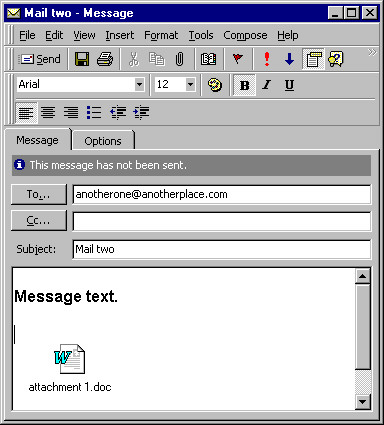 Mail two - Message
File Edit View Insert Format Tools Compose Help
Send
Arial 12 B I U
Message Options
This message has not been sent.
To... anotherone@anotherplace.com
Cc...
Subject: Mail two
Message text.
W
attachment 1.doc